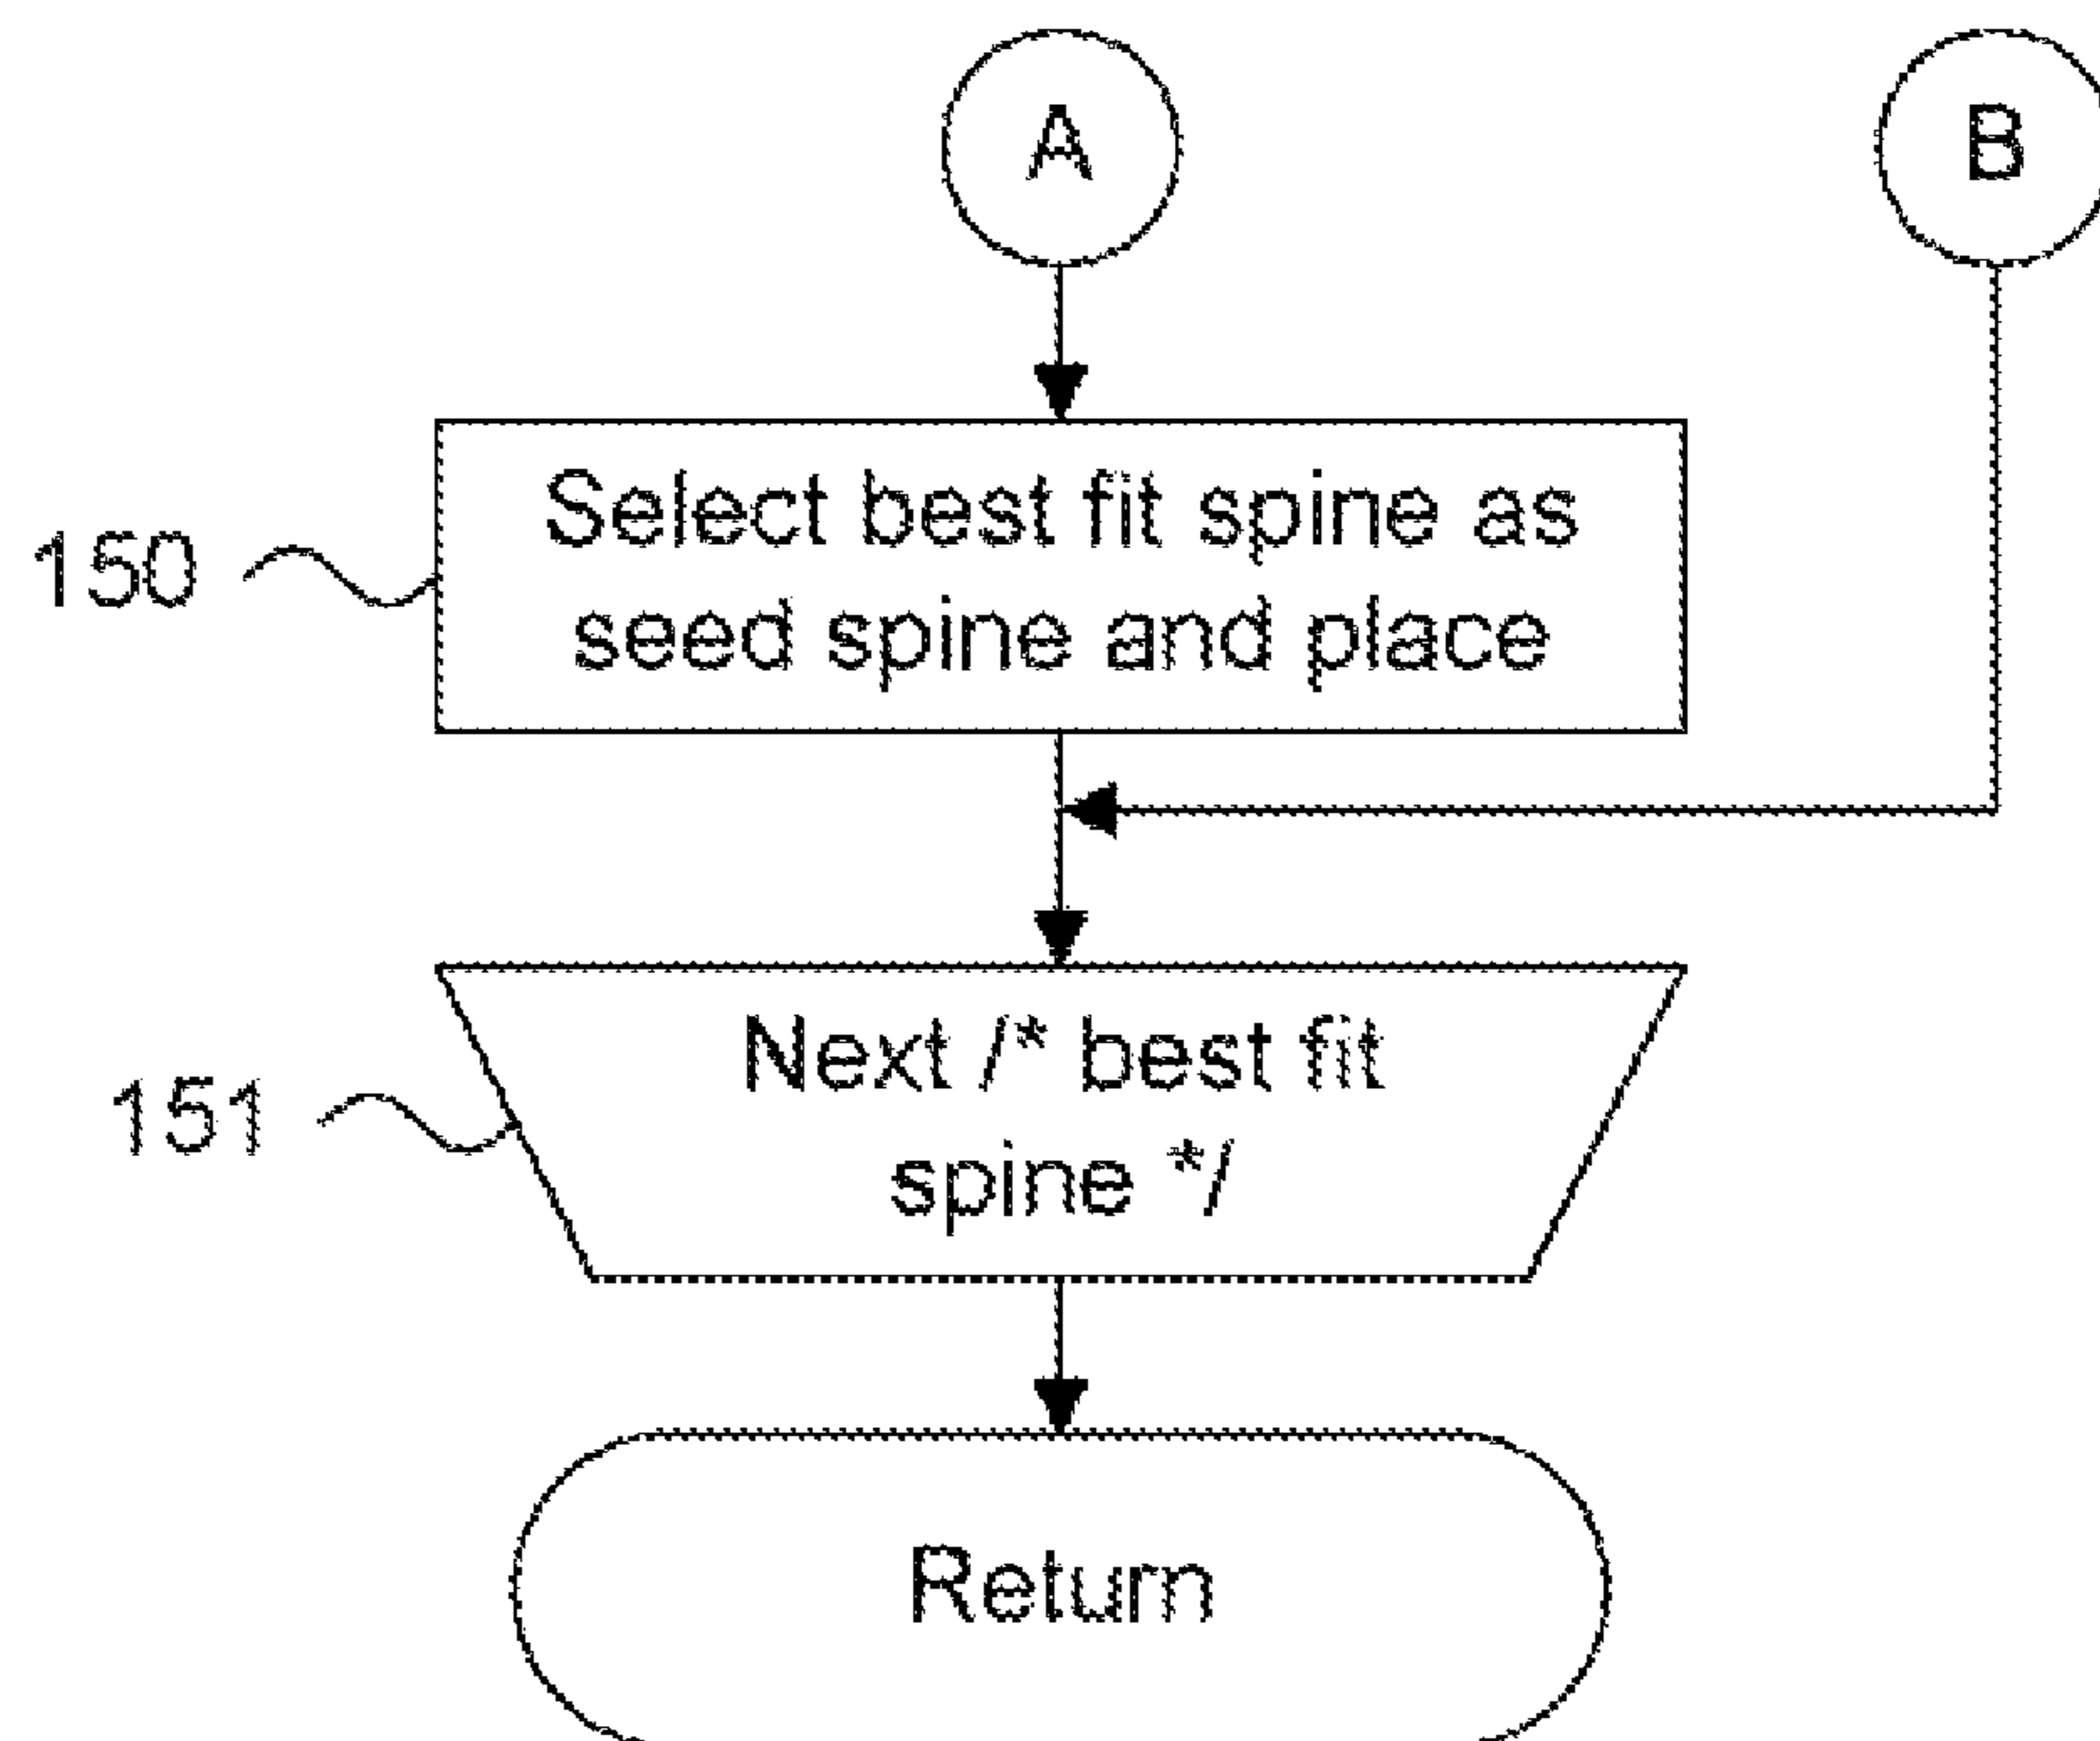 A
B
150
Select best fit spine as
seed spine and place
151
Next /* best fit
spine */
Return